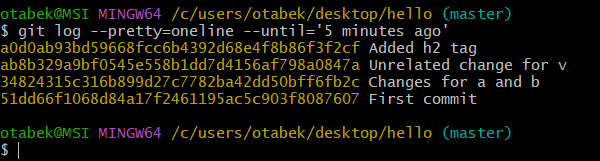 otabek@MSI MINGW64 /c/users/otabek/desktop/hello (master)
$ git log --pretty=oneline --until='5 minutes ago'
a0d0ab93bd59668fcc6b4392d68e4f8b86f3f2cf Added h2 tag
ab8b329a9bf0545e558b1dd7d4156af798a0847a Unrelated change for v
34824315c316b899d27c7782ba42dd50bff6fb2c Changes for a and b
51dd66f1068d84a17f2461195ac5c903f8087607 First commit
otabek@MSI MINGW64 /c/users/otabek/desktop/hello (master)
$